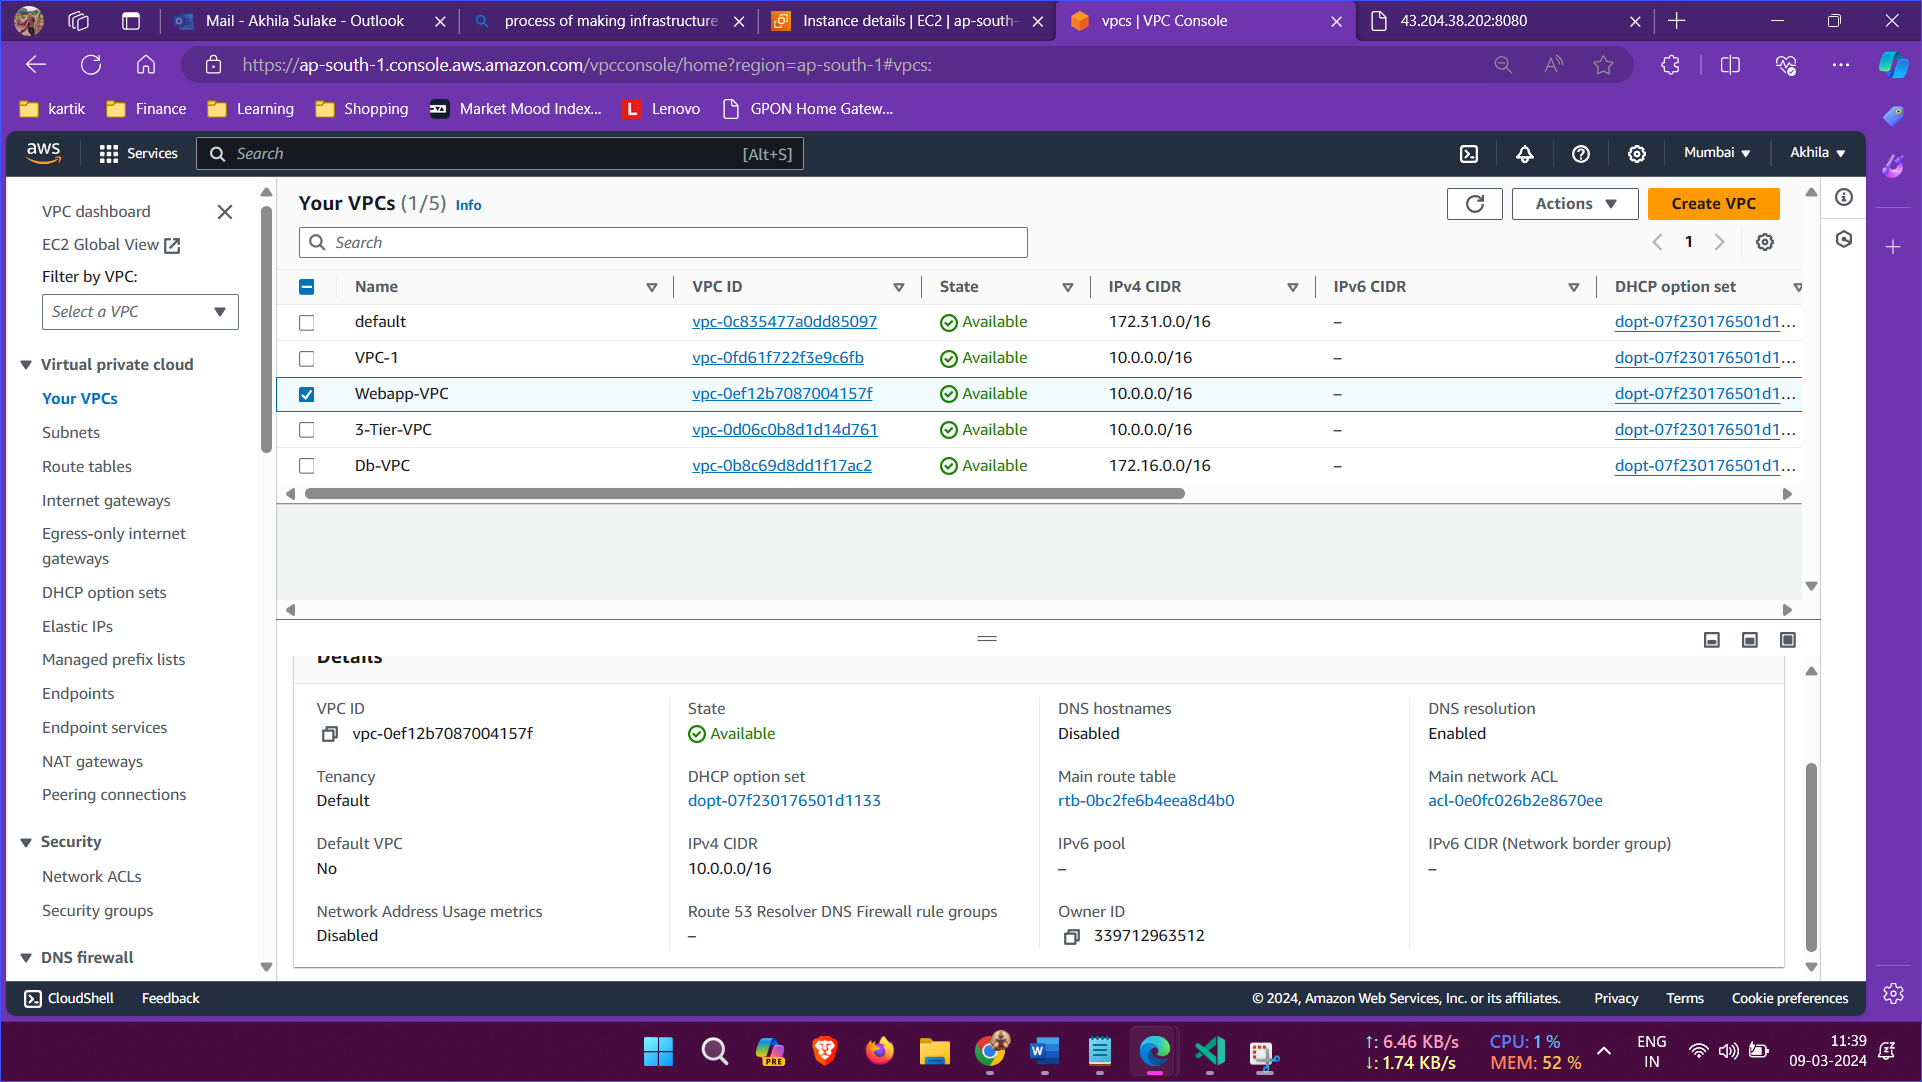 Mail - Akhila Sulake - Outlook
process of making infrastructure
Instance details | EC2 | ap-south-
vpcs | VPC Console
43.204.38.202:8080
https://ap-south-1.console.aws.amazon.com/vpcconsole/home?region=ap-south-1#vpcs:
kartik
Finance
Learning
Shopping
Market Mood Index...
Lenovo
GPON Home Gatew...
aws
Services
Search
[Alt+S]
Mumbai
Akhila
VPC dashboard
EC2 Global View
Filter by VPC:
Select a VPC
Virtual private cloud
Your VPCs
Subnets
Route tables
Internet gateways
Egress-only internet
gateways
DHCP option sets
Elastic IPs
Managed prefix lists
Endpoints
Endpoint services
NAT gateways
Peering connections
Security
Network ACLs
Security groups
DNS firewall
Your VPCs (1/5) Info
Actions
Create VPC
Search
1
Name VPC ID State IPv4 CIDR IPv6 CIDR DHCP option set
default vpc-0c835477a0dd85097 Available 172.31.0.0/16 – dopt-07f230176501d1...
VPC-1 vpc-0fd61f722f3e9c6fb Available 10.0.0.0/16 – dopt-07f230176501d1...
Webapp-VPC vpc-0ef12b7087004157f Available 10.0.0.0/16 – dopt-07f230176501d1...
3-Tier-VPC vpc-0d06c0b8d1d14d761 Available 10.0.0.0/16 – dopt-07f230176501d1...
Db-VPC vpc-0b8c69d8dd1f17ac2 Available 172.16.0.0/16 – dopt-07f230176501d1...
Details
VPC ID
vpc-0ef12b7087004157f
State
Available
DNS hostnames
Disabled
DNS resolution
Enabled
Tenancy
Default
DHCP option set
dopt-07f230176501d1133
Main route table
rtb-0bc2fe6b4eea8d4b0
Main network ACL
acl-0e0fc026b2e8670ee
Default VPC
No
IPv4 CIDR
10.0.0.0/16
IPv6 pool
–
IPv6 CIDR (Network border group)
–
Network Address Usage metrics
Disabled
Route 53 Resolver DNS Firewall rule groups
–
Owner ID
339712963512
CloudShell
Feedback
© 2024, Amazon Web Services, Inc. or its affiliates.
Privacy
Terms
Cookie preferences
PRE
↑: 6.46 KB/s
↓: 1.74 KB/s
CPU: 1 %
MEM: 52 %
ENG
IN
11:39
09-03-2024